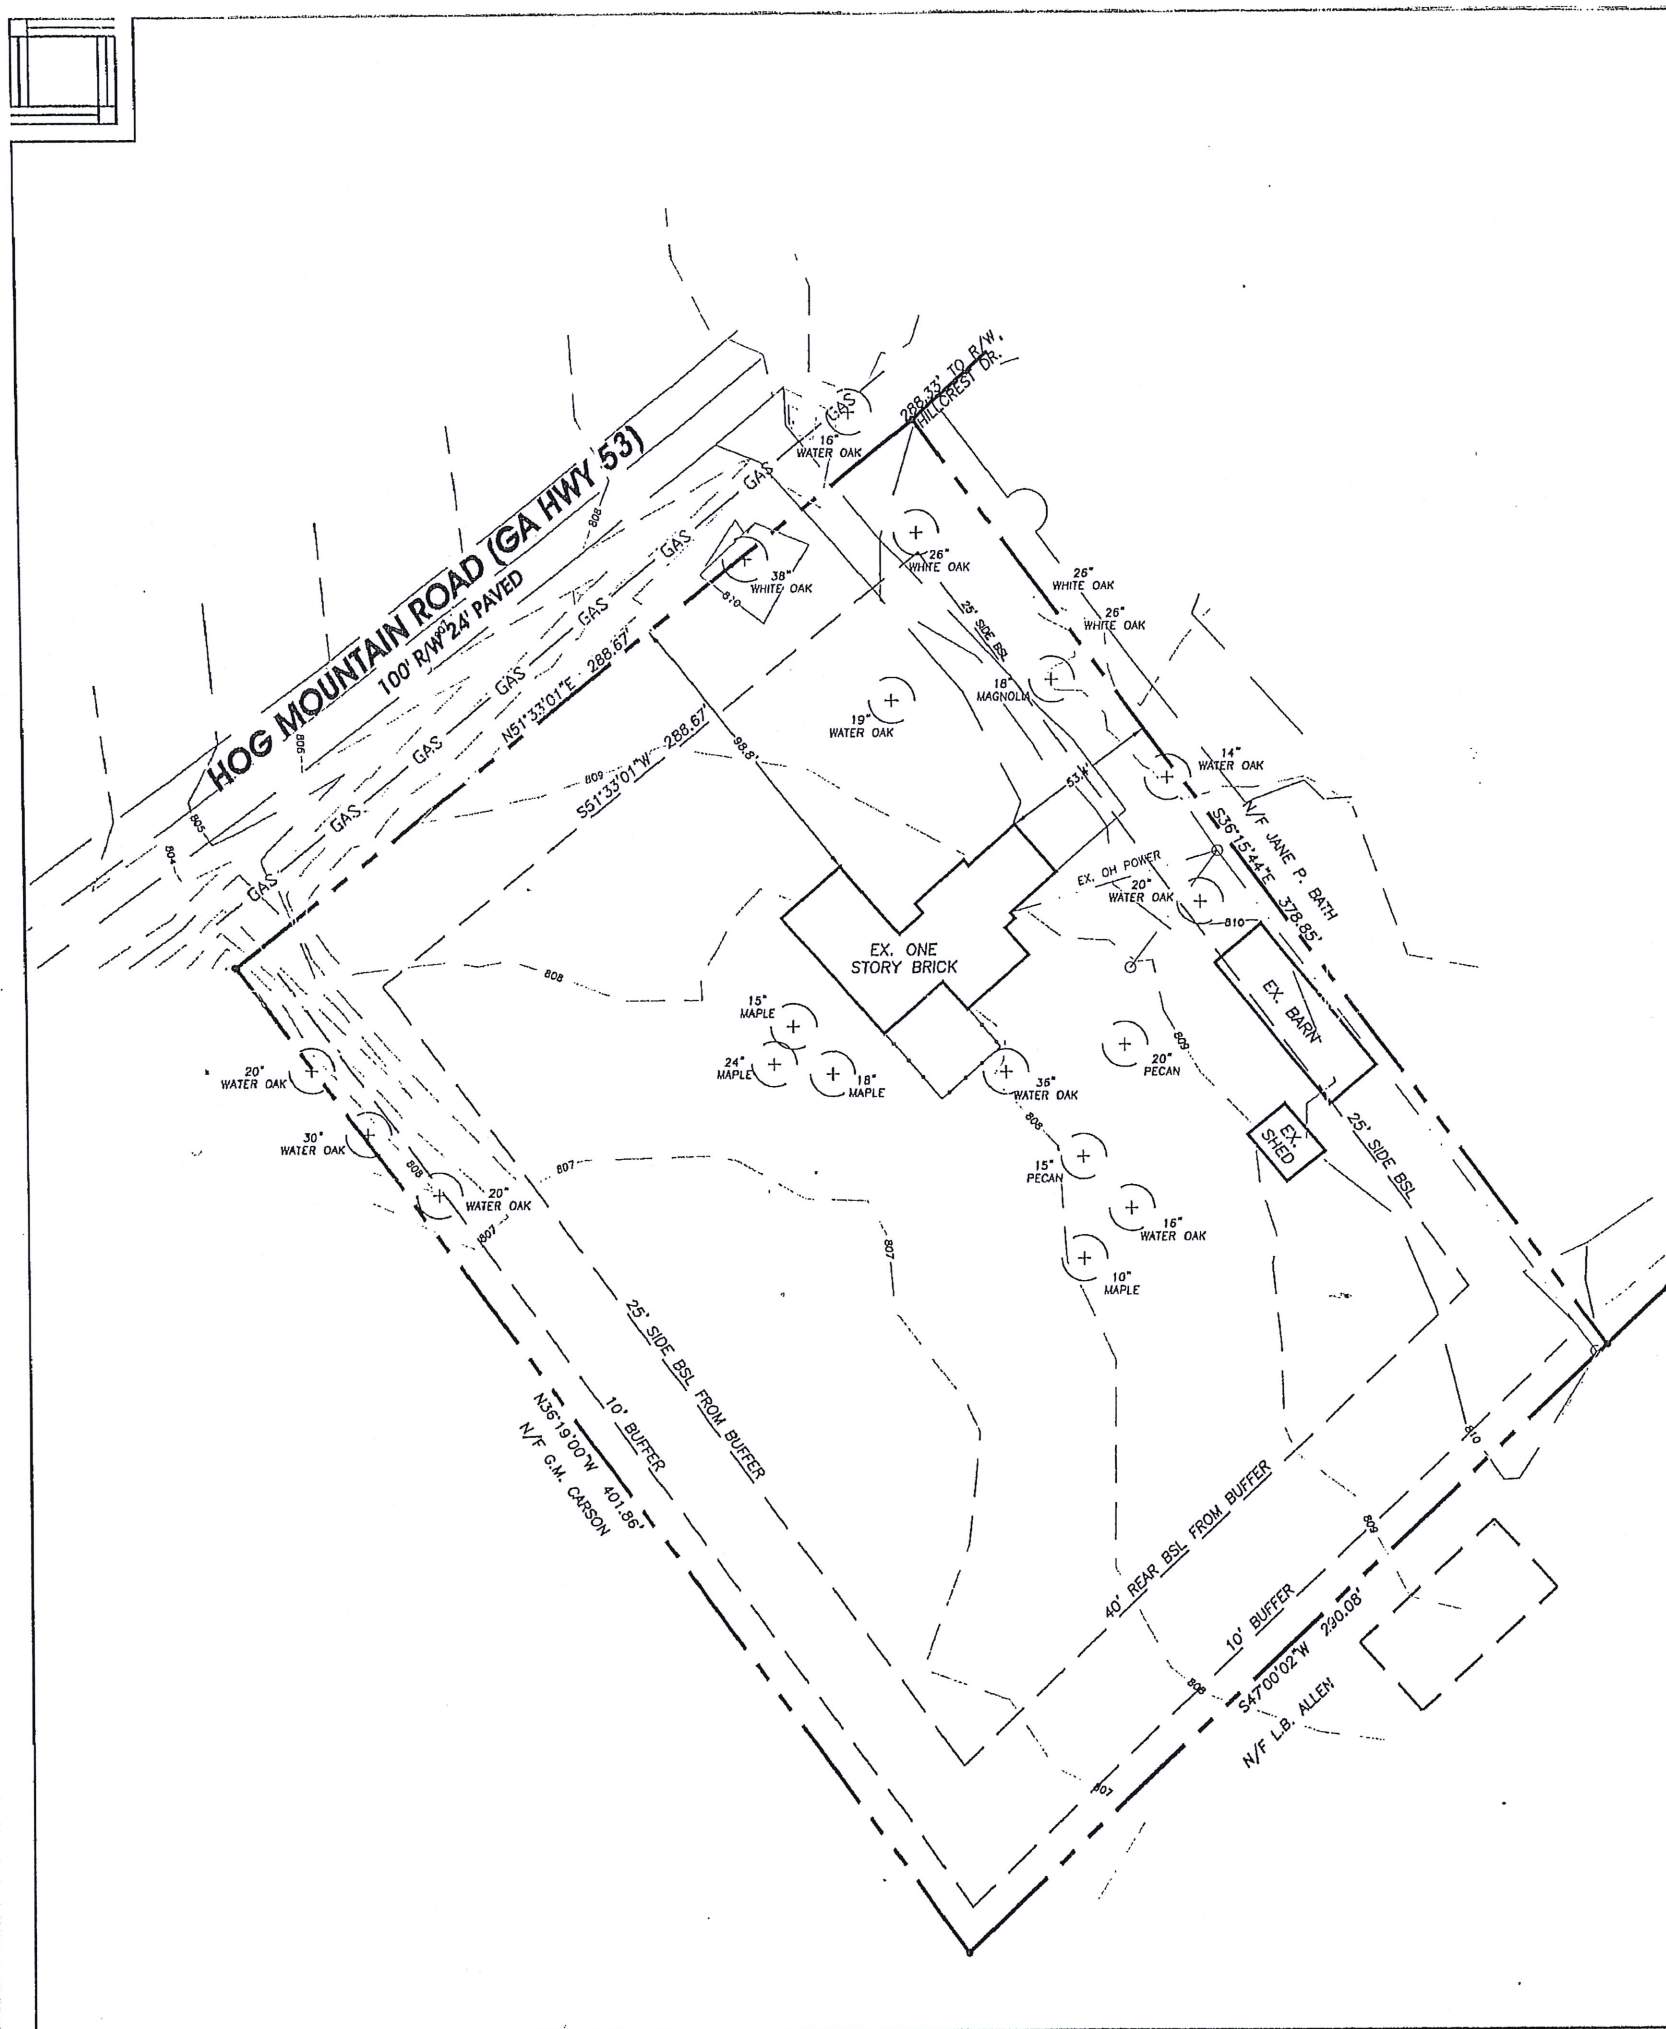 288.33' TO R/W,
HILLCREST DR.
HOG MOUNTAIN ROAD (GA HWY 53)
100' R/W 24' PAVED
GAS
GAS
GAS
GAS
GAS
GAS
GAS
GAS
16"
WATER OAK
808
26"
WHITE OAK
38"
WHITE OAK
810
26"
WHITE OAK
26"
WHITE OAK
25' SIDE BSL
807
N51°33'01"E 288.67'
18"
MAGNOLIA
19"
WATER OAK
806
S51°33'01"W 288.67'
98.8'
809
53.4'
14"
WATER OAK
805
804
N/F JANE P. BATH
S36°15'44"E 378.85'
EX. OH POWER
20"
WATER OAK
810
EX. ONE
STORY BRICK
808
EX. BARN
15"
MAPLE
24"
MAPLE
18"
MAPLE
36"
WATER OAK
20"
PECAN
809
20"
WATER OAK
30"
WATER OAK
808
20"
WATER OAK
807
807
808
EX.
SHED
25' SIDE BSL
15"
PECAN
16"
WATER OAK
10"
MAPLE
807
25' SIDE BSL FROM BUFFER
10' BUFFER
N36°19'00"W 401.86'
N/F G.M. CARSON
810
809
40' REAR BSL FROM BUFFER
10' BUFFER
S47°00'02"W 290.08'
N/F L.B. ALLEN
808
807